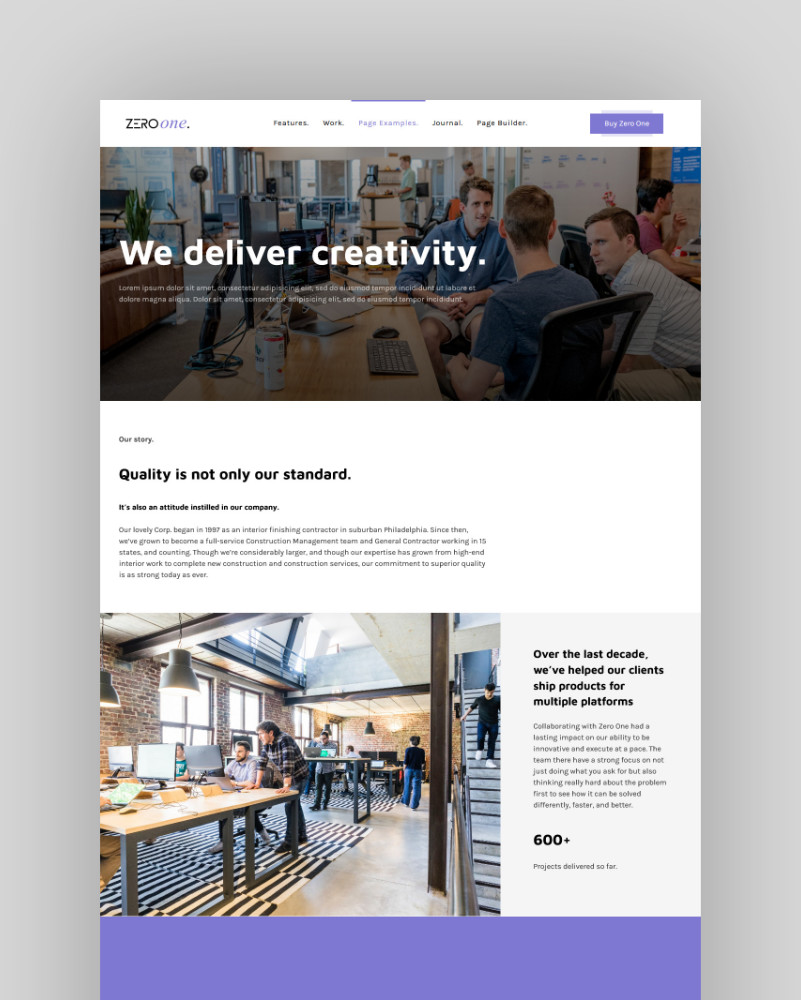 ZERO one.
Features. Work. Page Examples. Journal. Page Builder.
Buy Zero One
We deliver creativity.
Lorem ipsum dolor sit amet, consectetur adipisicing elit, sed do eiusmod tempor incididunt ut labore et
dolore magna aliqua. Dolor sit amet, consectetur adipisicing elit, sed do eiusmod tempor incididunt.
Our story.
Quality is not only our standard.
It's also an attitude instilled in our company.
Our lovely Corp. began in 1997 as an interior finishing contractor in suburban Philadelphia. Since then,
we've grown to become a full-service Construction Management team and General Contractor working in 15
states, and counting. Though we're considerably larger, and though our expertise has grown from high-end
interior work to complete new construction and construction services, our commitment to superior quality
is as strong today as ever.
Over the last decade,
we've helped our clients
ship products for
multiple platforms
Collaborating with Zero One had a
lasting impact on our ability to be
innovative and execute at a pace. The
team there have a strong focus on not
just doing what you ask for but also
thinking really hard about the problem
first to see how it can be solved
differently, faster, and better.
600+
Projects delivered so far.